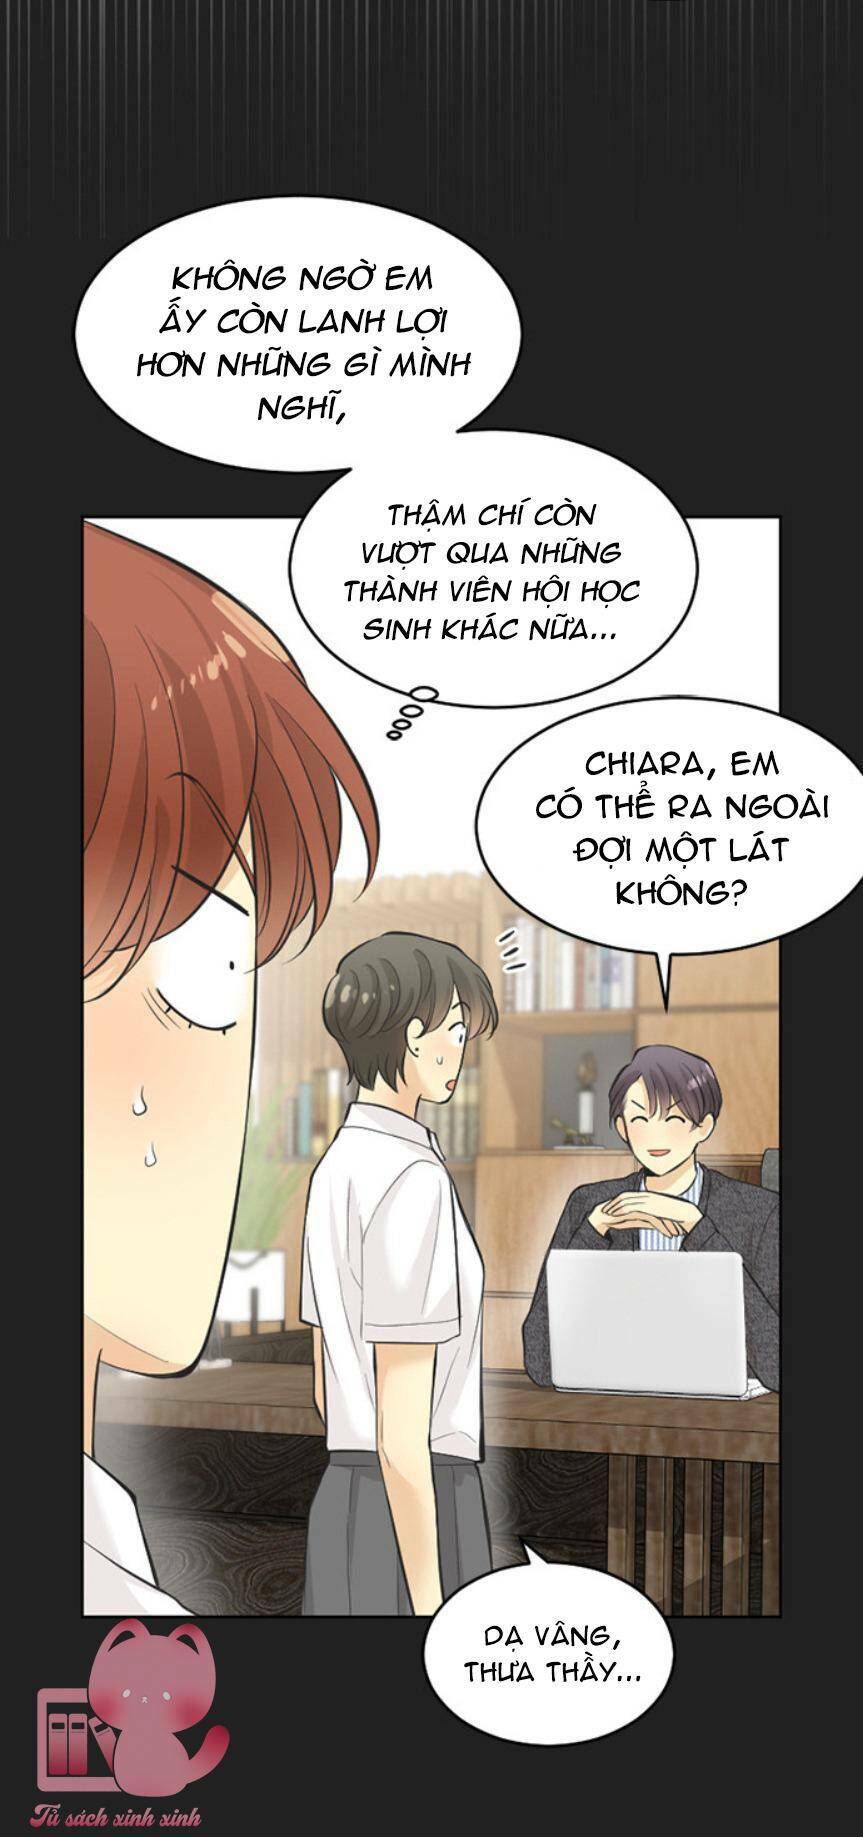 KHÔNG NGỜ EM
ẤY CÒN LANH LỢI
HƠN NHỮNG GÌ MÌNH
NGHĨ,
THẬM CHÍ CÒN
VƯỢT QUA NHỮNG
THÀNH VIÊN HỘI HỌC
SINH KHÁC NỮA...
CHIARA, EM
CÓ THỂ RA NGOÀI
ĐỢI MỘT LÁT
KHÔNG?
DẠ VÂNG,
THƯA THẦY...
Tủ sách xinh xinh